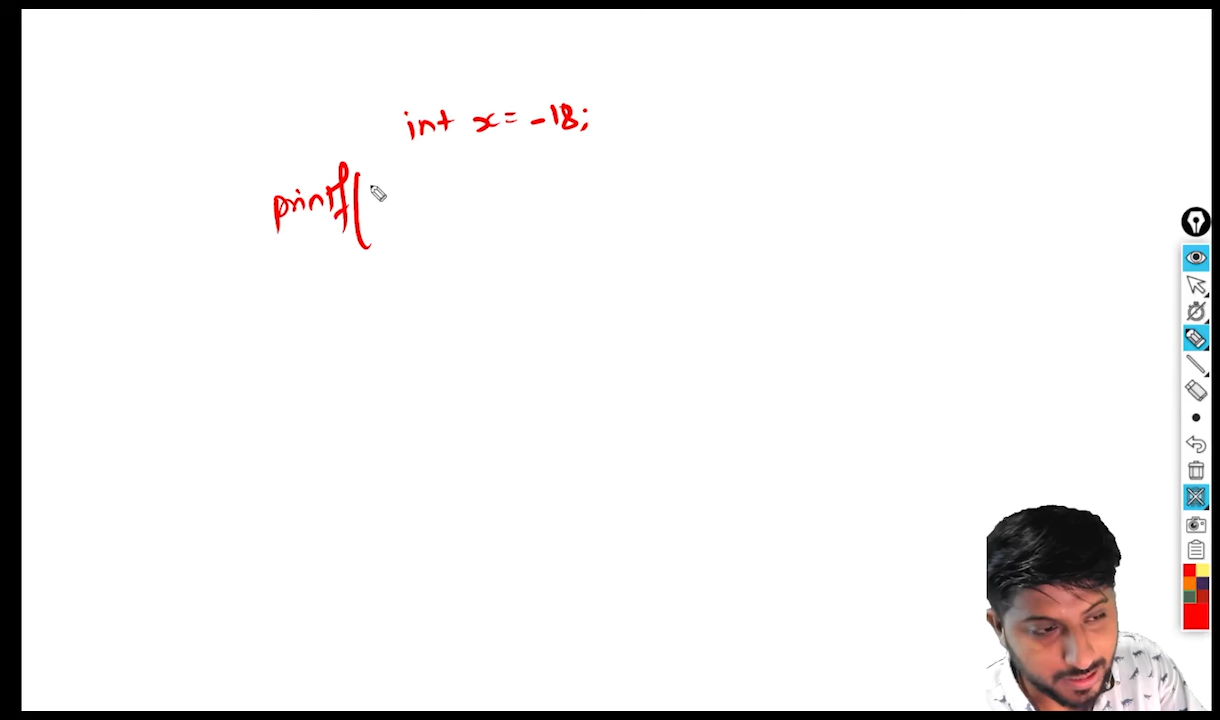 int x = -18;
printf(